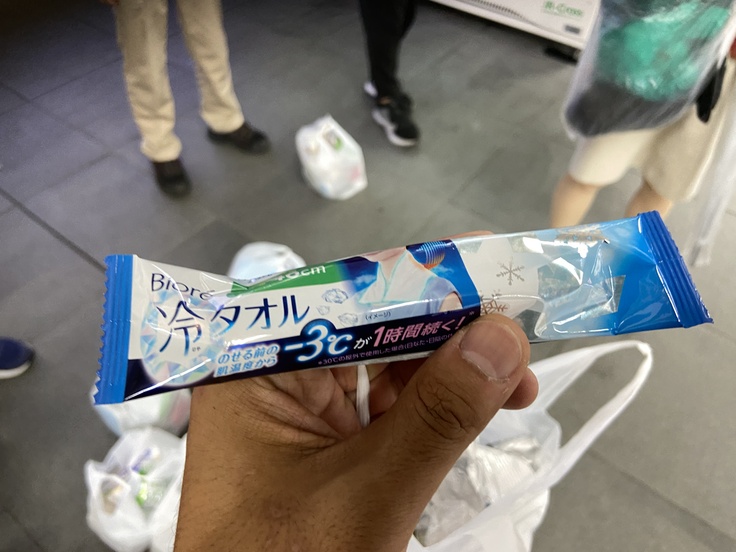 Bioré
冷タオル
cm
(イメージ)
のせる前の
肌温度から
-3℃が1時間続く!